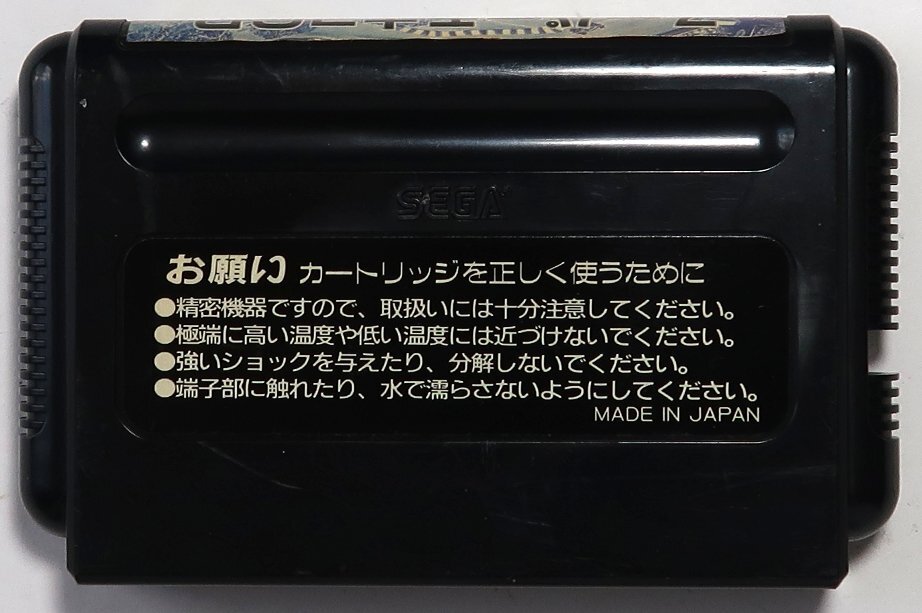 SEGA
お願い カートリッジを正しく使うために
●精密機器ですので、取扱いには十分注意してください。
●極端に高い温度や低い温度には近づけないでください。
●強いショックを与えたり、分解しないでください。
●端子部に触れたり、水で濡らさないようにしてください。
MADE IN JAPAN